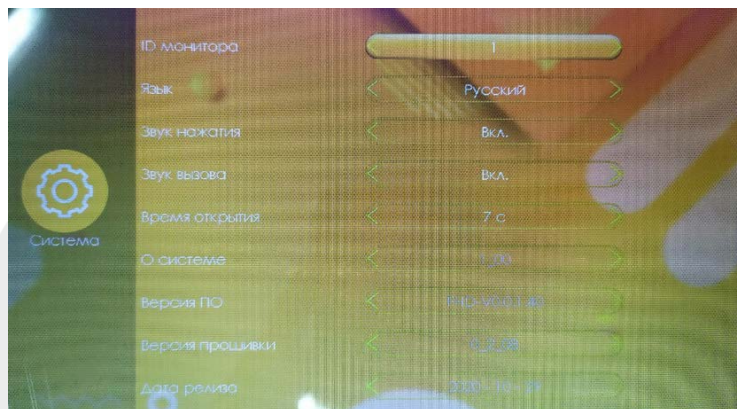 ID монитора 1
Язык Русский
Звук нажатия Вкл.
Звук вызова Вкл.
Система
Время открытия 7 с
О системе
Версия ПО
Версия прошивки
Дата релиза